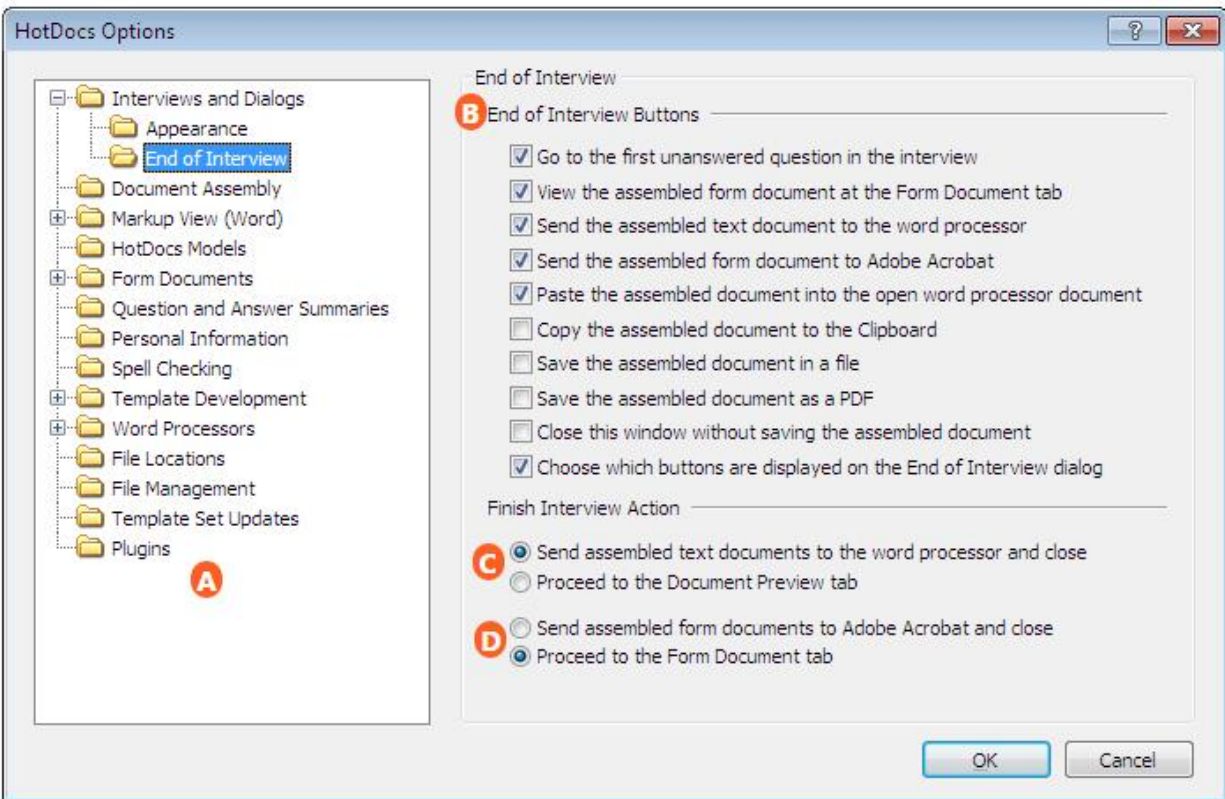 HotDocs Options
Interviews and Dialogs
Appearance
End of Interview
Document Assembly
Markup View (Word)
HotDocs Models
Form Documents
Question and Answer Summaries
Personal Information
Spell Checking
Template Development
Word Processors
File Locations
File Management
Template Set Updates
Plugins
A
End of Interview
B End of Interview Buttons
Go to the first unanswered question in the interview
View the assembled form document at the Form Document tab
Send the assembled text document to the word processor
Send the assembled form document to Adobe Acrobat
Paste the assembled document into the open word processor document
Copy the assembled document to the Clipboard
Save the assembled document in a file
Save the assembled document as a PDF
Close this window without saving the assembled document
Choose which buttons are displayed on the End of Interview dialog
Finish Interview Action
C
Send assembled text documents to the word processor and close
Proceed to the Document Preview tab
D
Send assembled form documents to Adobe Acrobat and close
Proceed to the Form Document tab
OK Cancel